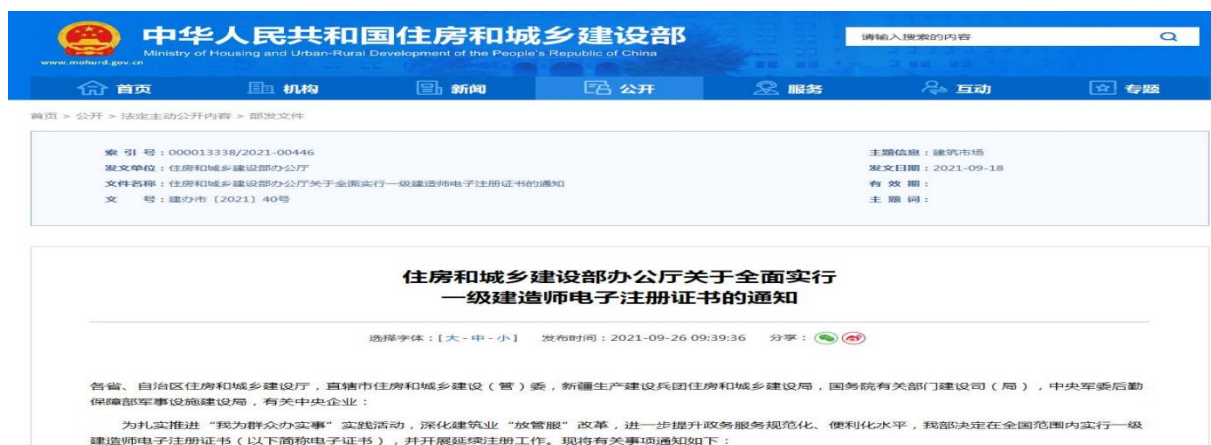 中华人民共和国住房和城乡建设部
Ministry of Housing and Urban-Rural Development of the People's Republic of China
www.mohurd.gov.cn
请输入搜索的内容
首页 机构 新闻 公开 服务 互动 专题
首页 > 公开 > 法定主动公开内容 > 部发文件
索 引 号：000013338/2021-00446 主题信息：建筑市场
发文单位：住房和城乡建设部办公厅 发文日期：2021-09-18
文件名称：住房和城乡建设部办公厅关于全面实行一级建造师电子注册证书的通知 有 效 期：
文 号：建办市〔2021〕40号 主 题 词：
住房和城乡建设部办公厅关于全面实行
一级建造师电子注册证书的通知
选择字体：[大 - 中 - 小] 发布时间：2021-09-26 09:39:36 分享：
各省、自治区住房和城乡建设厅，直辖市住房和城乡建设（管）委，新疆生产建设兵团住房和城乡建设局，国务院有关部门建设司（局），中央军委后勤
保障部军事设施建设局，有关中央企业：
为扎实推进“我为群众办实事”实践活动，深化建筑业“放管服”改革，进一步提升政务服务规范化、便利化水平，我部决定在全国范围内实行一级
建造师电子注册证书（以下简称电子证书），并开展延续注册工作。现将有关事项通知如下：